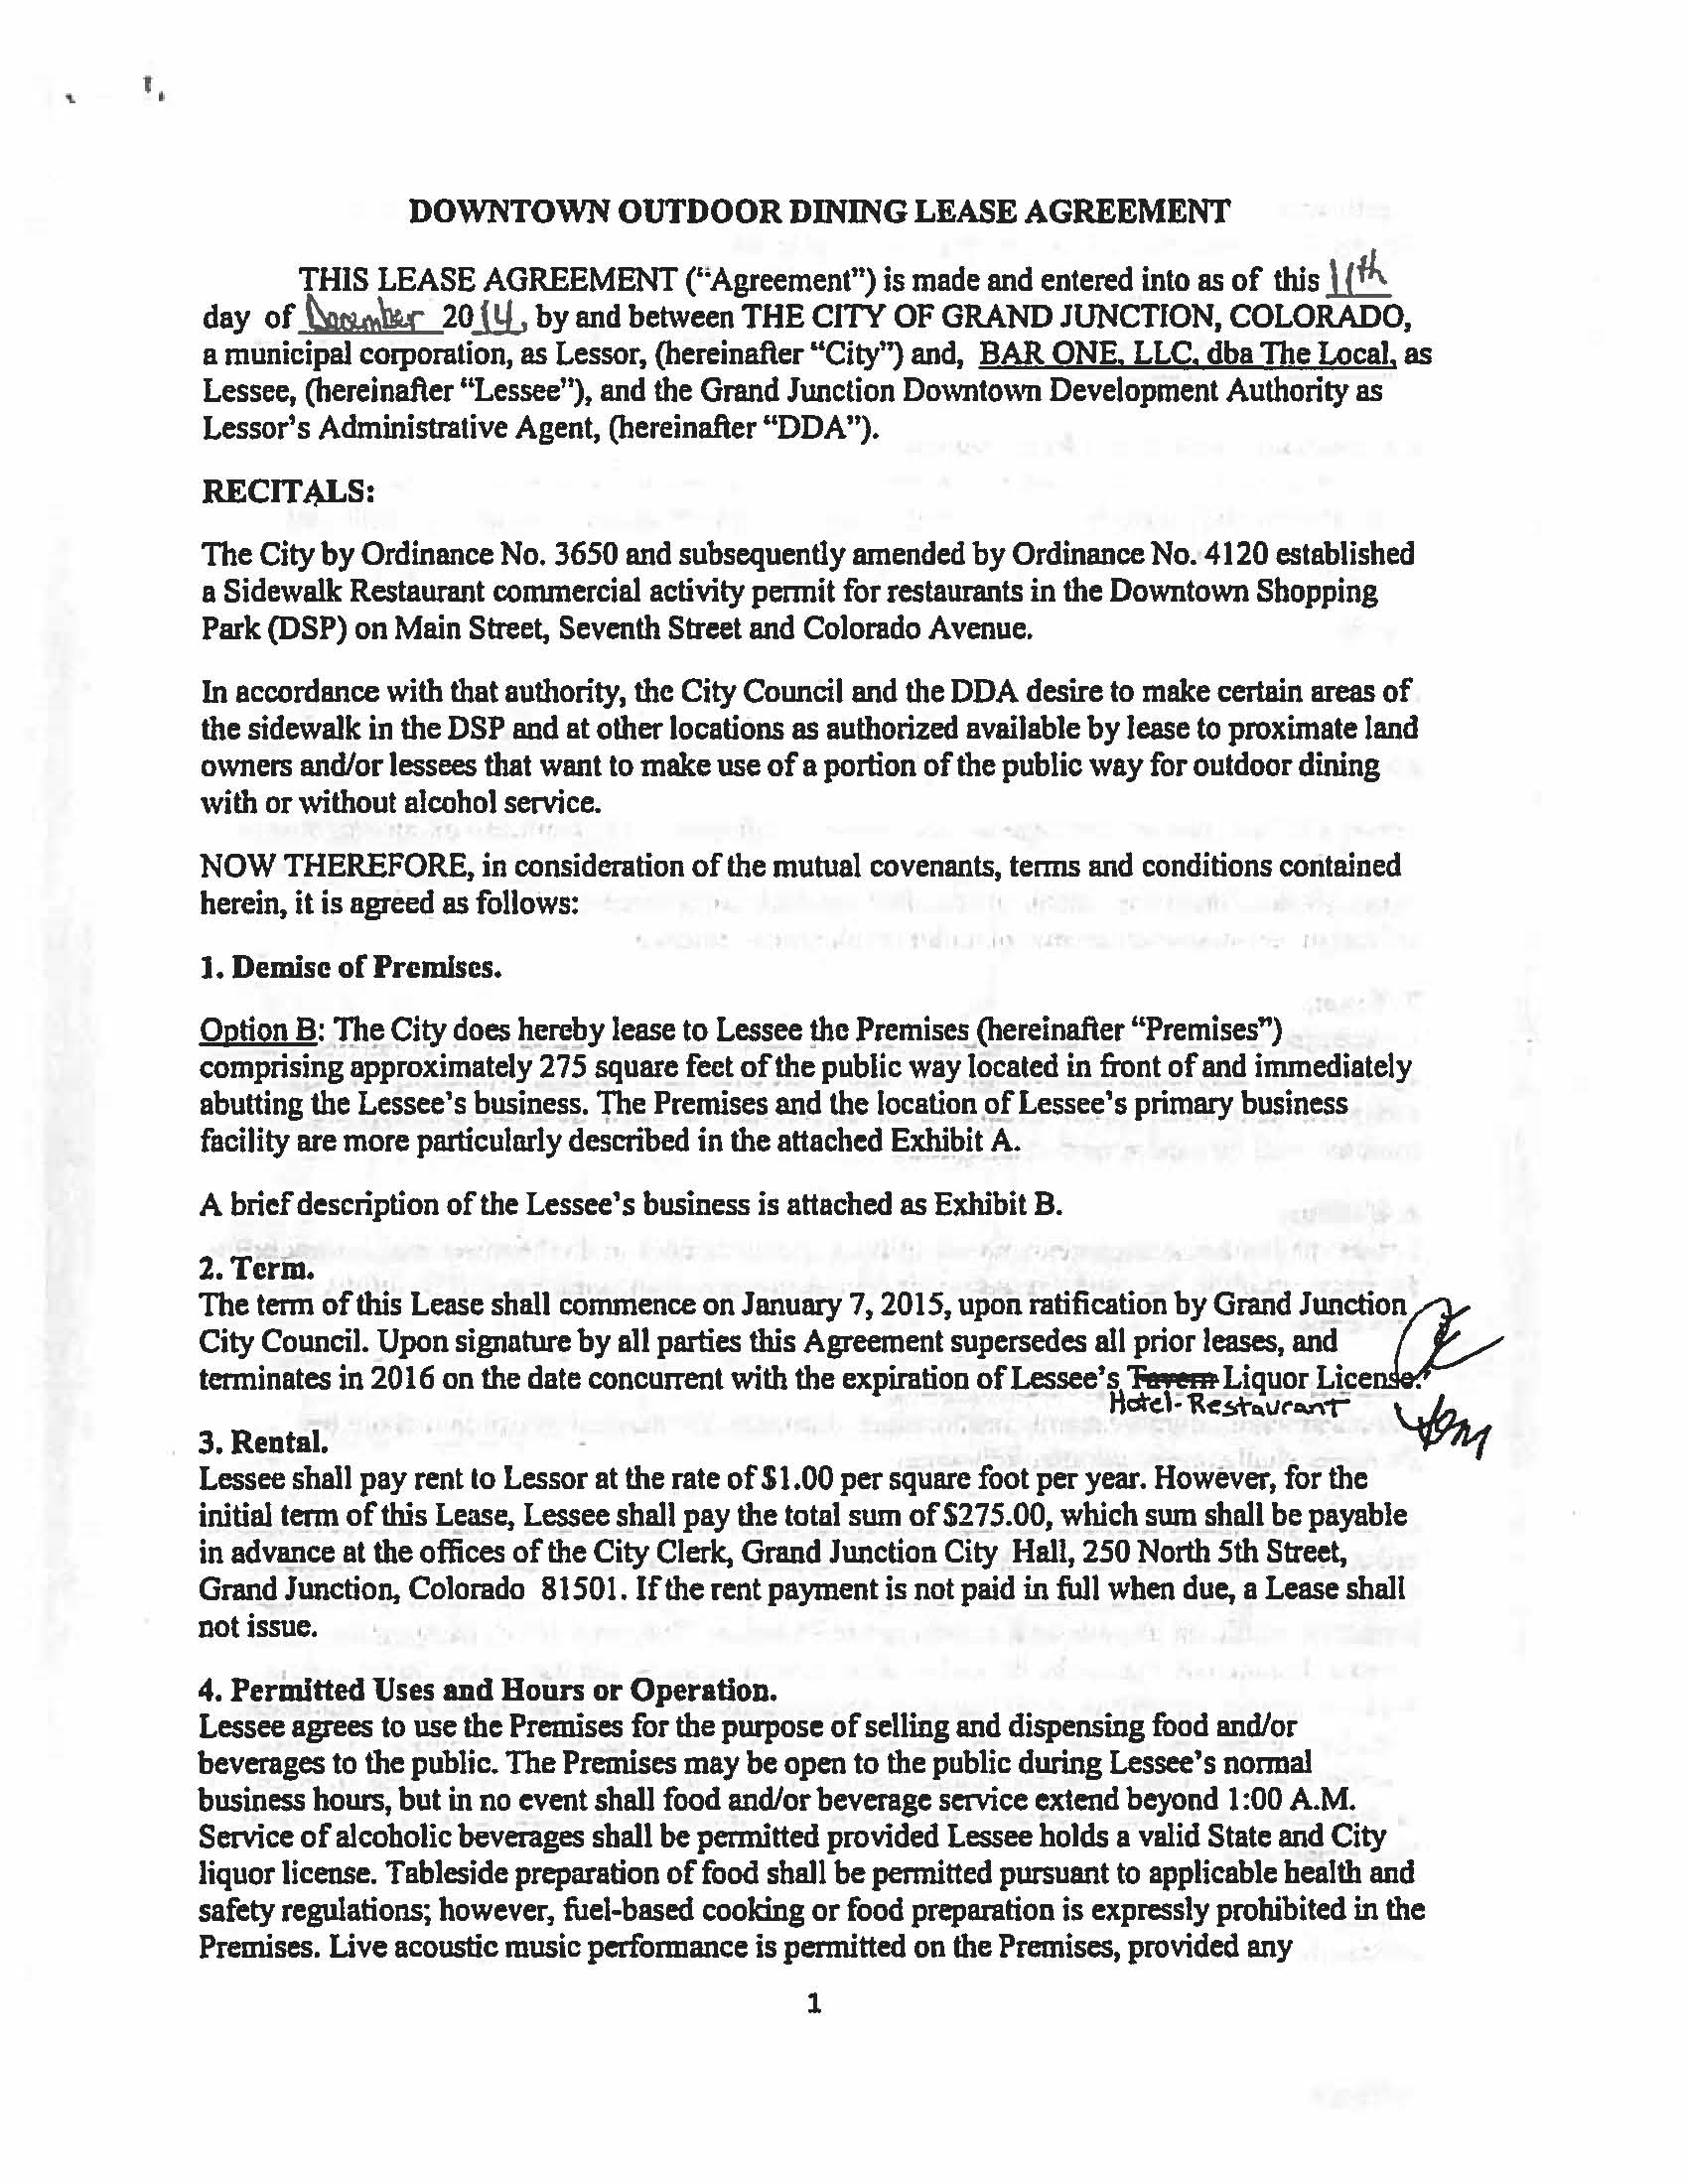 DOWNTOWN OUTDOOR DINING LEASE AGREEMENT
THIS LEASE AGREEMENT (“Agreement”) is made and entered into as of this 11th
day of December 2014, by and between THE CITY OF GRAND JUNCTION, COLORADO,
a municipal corporation, as Lessor, (hereinafter “City”) and, BAR ONE, LLC, dba The Local, as
Lessee, (hereinafter “Lessee”), and the Grand Junction Downtown Development Authority as
Lessor’s Administrative Agent, (hereinafter “DDA”).
RECITALS:
The City by Ordinance No. 3650 and subsequently amended by Ordinance No. 4120 established
a Sidewalk Restaurant commercial activity permit for restaurants in the Downtown Shopping
Park (DSP) on Main Street, Seventh Street and Colorado Avenue.
In accordance with that authority, the City Council and the DDA desire to make certain areas of
the sidewalk in the DSP and at other locations as authorized available by lease to proximate land
owners and/or lessees that want to make use of a portion of the public way for outdoor dining
with or without alcohol service.
NOW THEREFORE, in consideration of the mutual covenants, terms and conditions contained
herein, it is agreed as follows:
1. Demise of Premises.
Option B: The City does hereby lease to Lessee the Premises (hereinafter “Premises”)
comprising approximately 275 square feet of the public way located in front of and immediately
abutting the Lessee’s business. The Premises and the location of Lessee’s primary business
facility are more particularly described in the attached Exhibit A.
A brief description of the Lessee’s business is attached as Exhibit B.
2. Term.
The term of this Lease shall commence on January 7, 2015, upon ratification by Grand Junction
City Council. Upon signature by all parties this Agreement supersedes all prior leases, and
terminates in 2016 on the date concurrent with the expiration of Lessee’s Tavern Liquor License.
Hotel-Restaurant
3. Rental.
Lessee shall pay rent to Lessor at the rate of $1.00 per square foot per year. However, for the
initial term of this Lease, Lessee shall pay the total sum of $275.00, which sum shall be payable
in advance at the offices of the City Clerk, Grand Junction City Hall, 250 North 5th Street,
Grand Junction, Colorado 81501. If the rent payment is not paid in full when due, a Lease shall
not issue.
4. Permitted Uses and Hours or Operation.
Lessee agrees to use the Premises for the purpose of selling and dispensing food and/or
beverages to the public. The Premises may be open to the public during Lessee’s normal
business hours, but in no event shall food and/or beverage service extend beyond 1:00 A.M.
Service of alcoholic beverages shall be permitted provided Lessee holds a valid State and City
liquor license. Tableside preparation of food shall be permitted pursuant to applicable health and
safety regulations; however, fuel-based cooking or food preparation is expressly prohibited in the
Premises. Live acoustic music performance is permitted on the Premises, provided any
1